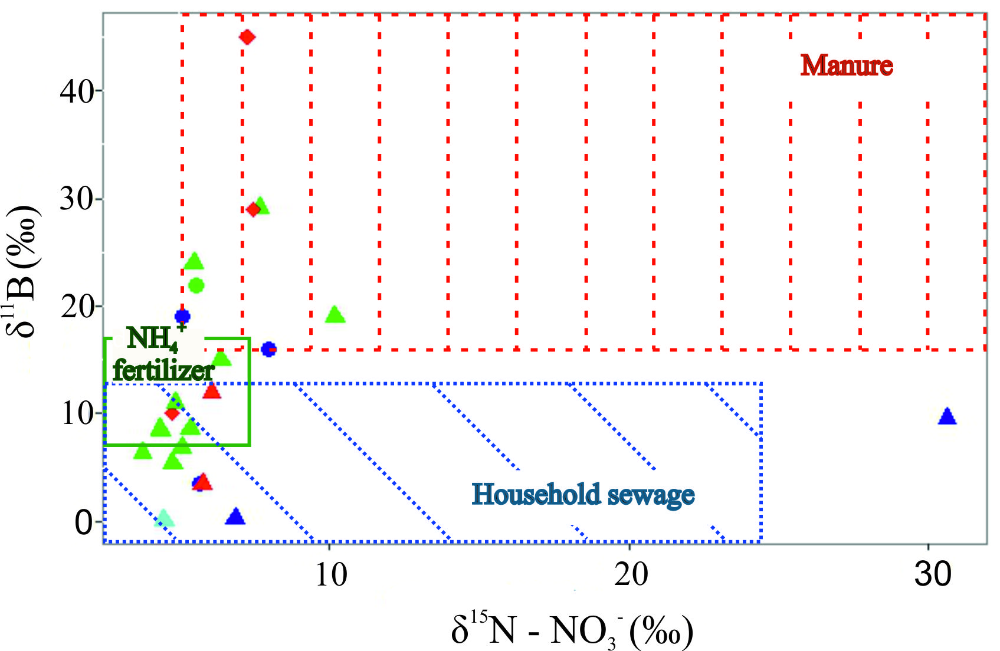 Manure
40
30
δ¹¹B (‰)
20
NH₄⁺
fertilizer
10
Household sewage
0
10 20 30
δ¹⁵N - NO₃⁻ (‰)